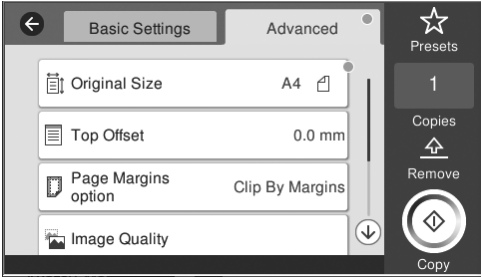 Basic Settings
Advanced
Presets
Original Size A4
1
Copies
Top Offset 0.0 mm
Remove
Page Margins
option
Clip By Margins
Image Quality
Copy